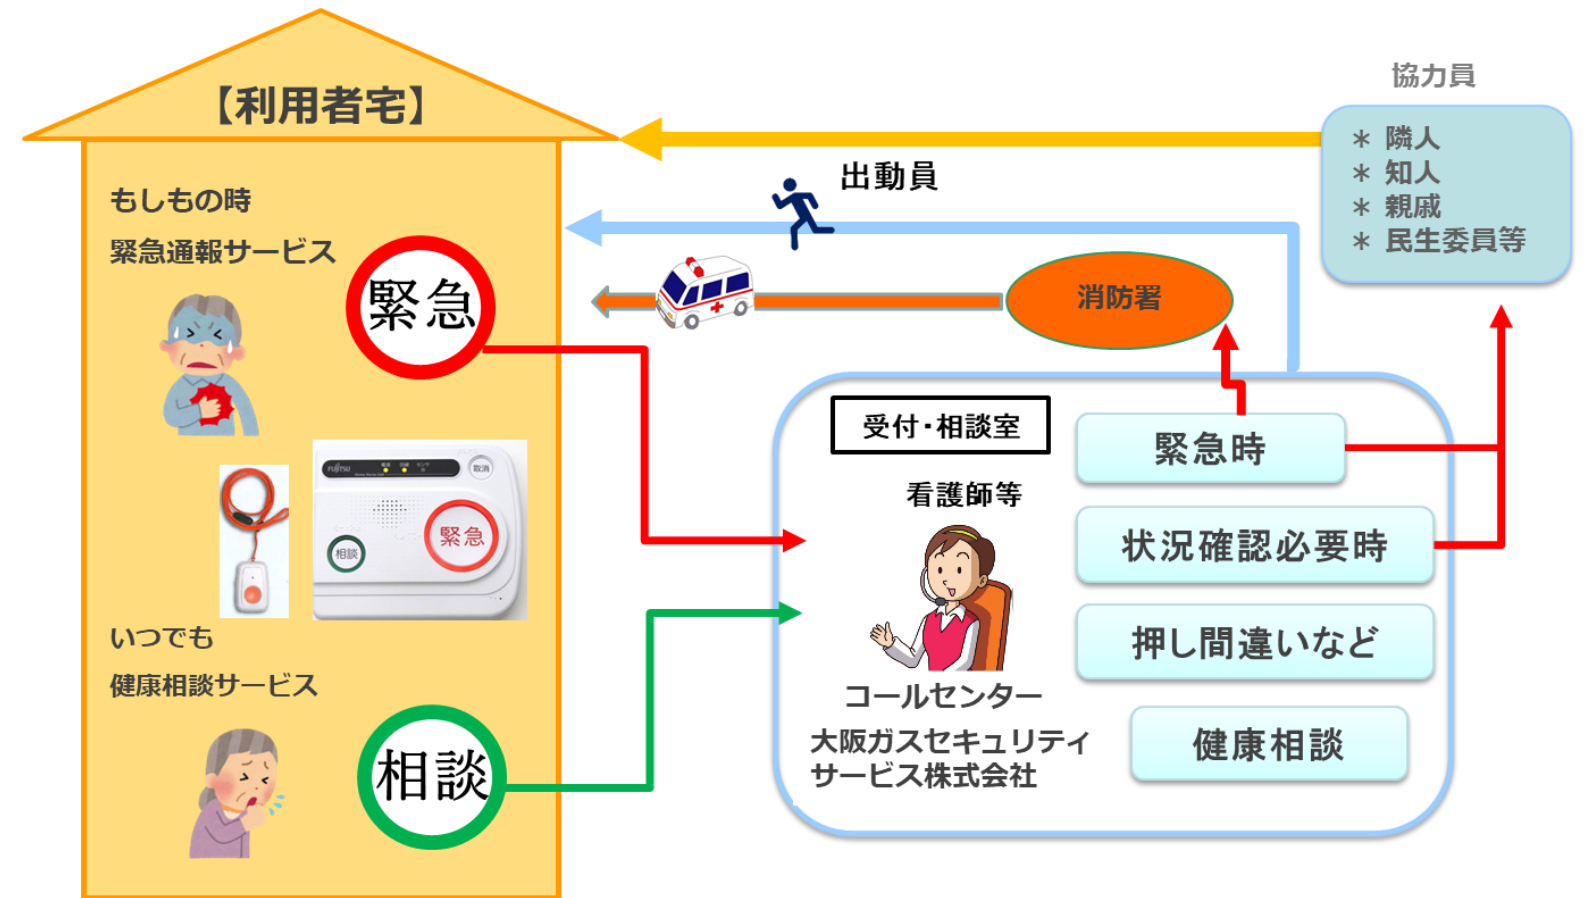 【利用者宅】
もしもの時
緊急通報サービス
緊急
FUJITSU
取消
緊急
相談
いつでも
健康相談サービス
相談
出動員
消防署
協力員
＊ 隣人
＊ 知人
＊ 親戚
＊ 民生委員等
受付・相談室
看護師等
コールセンター
大阪ガスセキュリティ
サービス株式会社
緊急時
状況確認必要時
押し間違いなど
健康相談